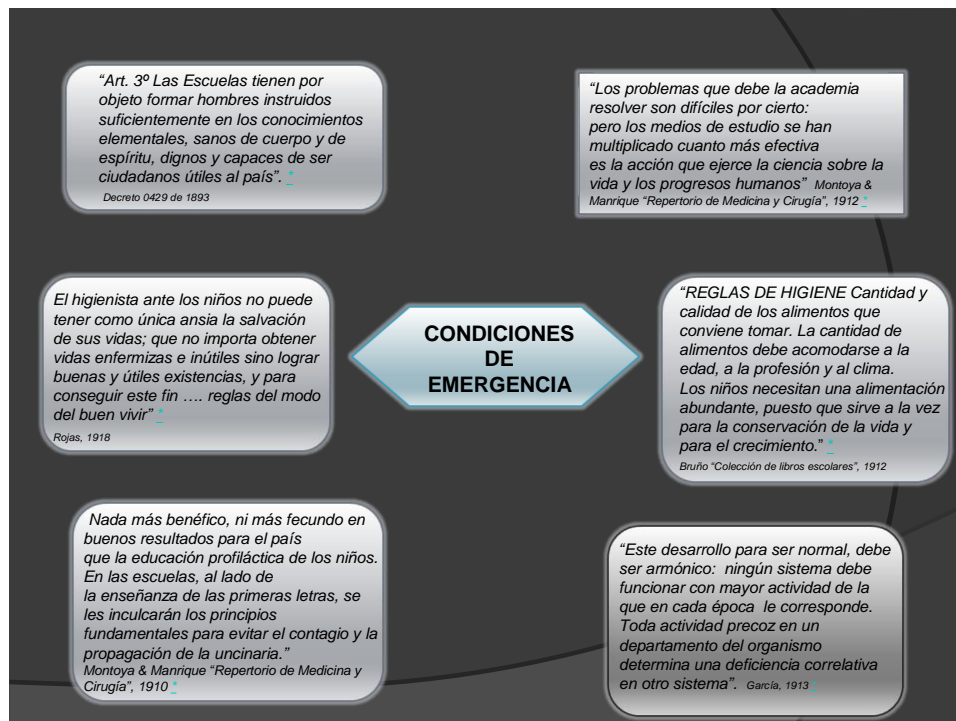 “Art. 3º Las Escuelas tienen por
objeto formar hombres instruidos
suficientemente en los conocimientos
elementales, sanos de cuerpo y de
espíritu, dignos y capaces de ser
ciudadanos útiles al país”. *
Decreto 0429 de 1893
“Los problemas que debe la academia
resolver son difíciles por cierto:
pero los medios de estudio se han
multiplicado cuanto más efectiva
es la acción que ejerce la ciencia sobre la
vida y los progresos humanos” Montoya &
Manrique “Repertorio de Medicina y Cirugía”, 1912 *
El higienista ante los niños no puede
tener como única ansia la salvación
de sus vidas; que no importa obtener
vidas enfermizas e inútiles sino lograr
buenas y útiles existencias, y para
conseguir este fin …. reglas del modo
del buen vivir” *
Rojas, 1918
CONDICIONES
DE
EMERGENCIA
“REGLAS DE HIGIENE Cantidad y
calidad de los alimentos que
conviene tomar. La cantidad de
alimentos debe acomodarse a la
edad, a la profesión y al clima.
Los niños necesitan una alimentación
abundante, puesto que sirve a la vez
para la conservación de la vida y
para el crecimiento.” *
Bruño “Colección de libros escolares”, 1912
Nada más benéfico, ni más fecundo en
buenos resultados para el país
que la educación profiláctica de los niños.
En las escuelas, al lado de
la enseñanza de las primeras letras, se
les inculcarán los principios
fundamentales para evitar el contagio y la
propagación de la uncinaria.”
Montoya & Manrique “Repertorio de Medicina y
Cirugía”, 1910 *
“Este desarrollo para ser normal, debe
ser armónico: ningún sistema debe
funcionar con mayor actividad de la
que en cada época le corresponde.
Toda actividad precoz en un
departamento del organismo
determina una deficiencia correlativa
en otro sistema”. García, 1913 *